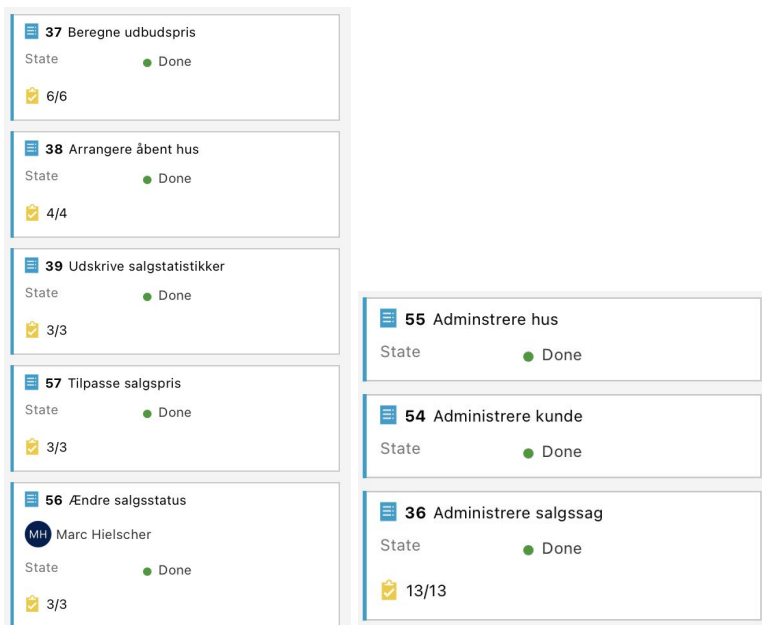 37 Beregne udbudspris
State Done
6/6
38 Arrangere åbent hus
State Done
4/4
39 Udskrive salgstatistikker
State Done
3/3
57 Tilpasse salgspris
State Done
3/3
56 Ændre salgsstatus
MH Marc Hielscher
State Done
3/3
55 Adminstrere hus
State Done
54 Administrere kunde
State Done
36 Administrere salgssag
State Done
13/13